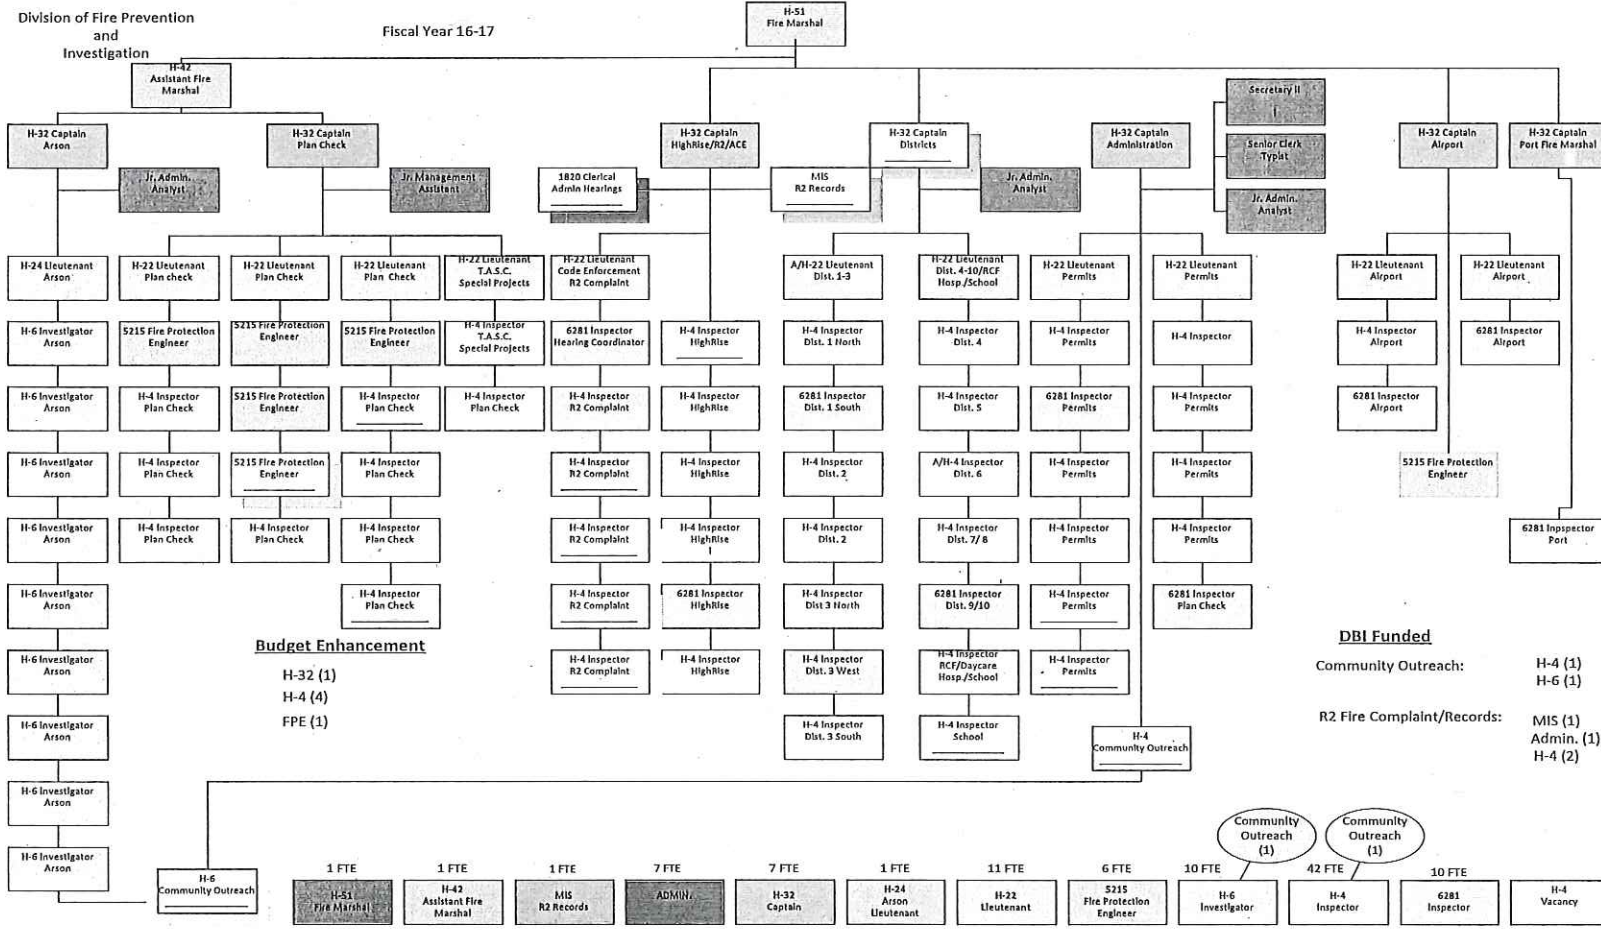 Division of Fire Prevention
and
Investigation
Fiscal Year 16-17
H-51
Fire Marshal
H-42
Assistant Fire
Marshal
H-32 Captain
Arson
H-32 Captain
Plan Check
H-32 Captain
HighRise/R2/ACE
H-32 Captain
Districts
H-32 Captain
Administration
Secretary II
Senior Clerk
Typist
Jr. Admin.
Analyst
H-32 Captain
Airport
H-32 Captain
Port Fire Marshal
Jr. Admin.
Analyst
Jr. Management
Assistant
1820 Clerical
Admin Hearings
MIS
R2 Records
Jr. Admin.
Analyst
H-24 Lieutenant
Arson
H-6 Investigator
Arson
H-6 Investigator
Arson
H-6 Investigator
Arson
H-6 Investigator
Arson
H-6 Investigator
Arson
H-6 Investigator
Arson
H-6 Investigator
Arson
H-6 Investigator
Arson
H-6 Investigator
Arson
H-22 Lieutenant
Plan check
5215 Fire Protection
Engineer
H-4 Inspector
Plan Check
H-4 Inspector
Plan Check
H-4 Inspector
Plan Check
H-22 Lieutenant
Plan Check
5215 Fire Protection
Engineer
5215 Fire Protection
Engineer
5215 Fire Protection
Engineer
H-4 Inspector
Plan Check
H-22 Lieutenant
Plan Check
5215 Fire Protection
Engineer
H-4 Inspector
Plan Check
H-4 Inspector
Plan Check
H-4 Inspector
Plan Check
H-4 Inspector
Plan Check
H-22 Lieutenant
T.A.S.C.
Special Projects
H-4 Inspector
T.A.S.C.
Special Projects
H-4 Inspector
Plan Check
H-22 Lieutenant
Code Enforcement
R2 Complaint
6281 Inspector
Hearing Coordinator
H-4 Inspector
R2 Complaint
H-4 Inspector
R2 Complaint
H-4 Inspector
R2 Complaint
H-4 Inspector
R2 Complaint
H-4 Inspector
R2 Complaint
H-4 Inspector
HighRise
H-4 Inspector
HighRise
H-4 Inspector
HighRise
H-4 Inspector
HighRise
6281 Inspector
HighRise
H-4 Inspector
HighRise
A/H-22 Lieutenant
Dist. 1-3
H-4 Inspector
Dist. 1 North
6281 Inspector
Dist. 1 South
H-4 Inspector
Dist. 2
H-4 Inspector
Dist. 2
H-4 Inspector
Dist 3 North
H-4 Inspector
Dist. 3 West
H-4 Inspector
Dist. 3 South
H-22 Lieutenant
Dist. 4-10/RCF
Hosp./School
H-4 Inspector
Dist. 4
H-4 Inspector
Dist. 5
A/H-4 Inspector
Dist. 6
H-4 Inspector
Dist. 7/ 8
6281 Inspector
Dist. 9/10
H-4 Inspector
RCF/Daycare
Hosp./School
H-4 Inspector
School
H-22 Lieutenant
Permits
H-4 Inspector
Permits
6281 Inspector
Permits
H-4 Inspector
Permits
H-4 Inspector
Permits
H-4 Inspector
Permits
H-4 Inspector
Permits
H-22 Lieutenant
Permits
H-4 Inspector
H-4 Inspector
Permits
H-4 Inspector
Permits
H-4 Inspector
Permits
6281 Inspector
Plan Check
H-4
Community Outreach
H-22 Lieutenant
Airport
H-4 Inspector
Airport
6281 Inspector
Airport
H-22 Lieutenant
Airport
6281 Inspector
Airport
5215 Fire Protection
Engineer
6281 Inpspector
Port
Budget Enhancement
H-32 (1)
H-4 (4)
FPE (1)
DBI Funded
Community Outreach: H-4 (1)
H-6 (1)
R2 Fire Complaint/Records: MIS (1)
Admin. (1)
H-4 (2)
H-6
Community Outreach
1 FTE
H-51
Fire Marshal
1 FTE
H-42
Assistant Fire
Marshal
1 FTE
MIS
R2 Records
7 FTE
ADMIN.
7 FTE
H-32
Captain
1 FTE
H-24
Arson
Lieutenant
11 FTE
H-22
Lieutenant
6 FTE
5215
Fire Protection
Engineer
10 FTE
Community
Outreach
(1)
H-6
Investigator
42 FTE
Community
Outreach
(1)
H-4
Inspector
10 FTE
6281
Inspector
H-4
Vacancy